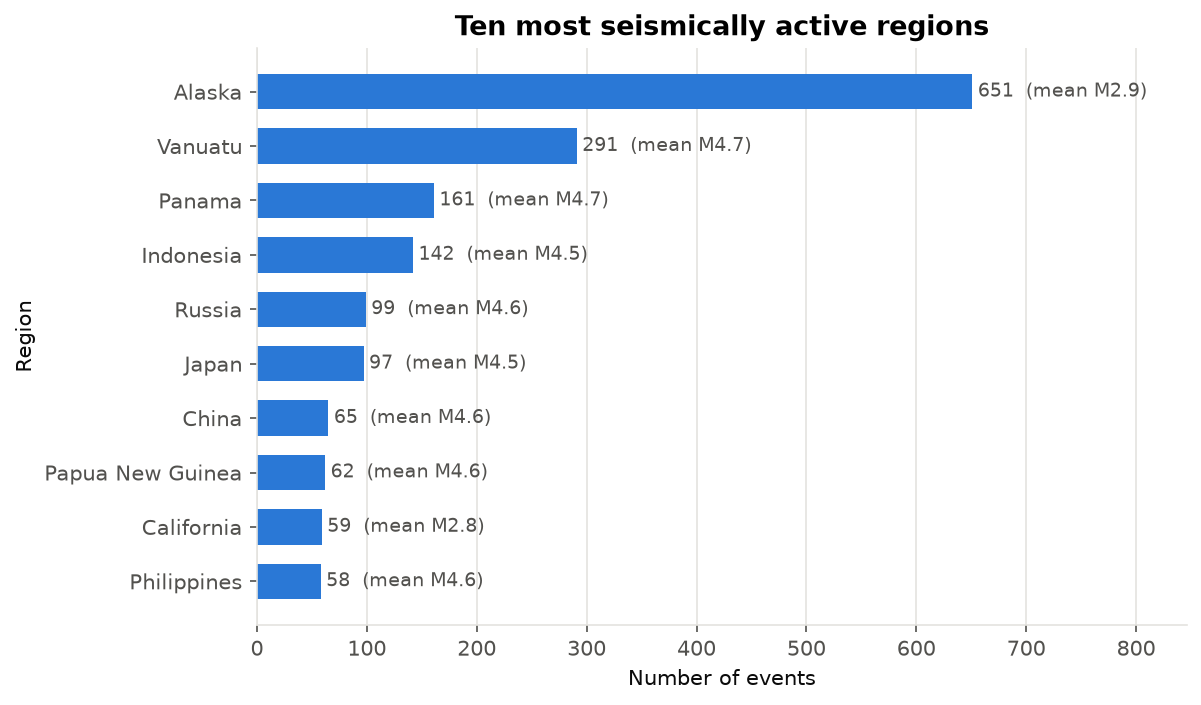 Ten most seismically active regions
Alaska 651 (mean M2.9)
Vanuatu 291 (mean M4.7)
Panama 161 (mean M4.7)
Indonesia 142 (mean M4.5)
Russia 99 (mean M4.6)
Japan 97 (mean M4.5)
China 65 (mean M4.6)
Papua New Guinea 62 (mean M4.6)
California 59 (mean M2.8)
Philippines 58 (mean M4.6)
Region
0 100 200 300 400 500 600 700 800
Number of events